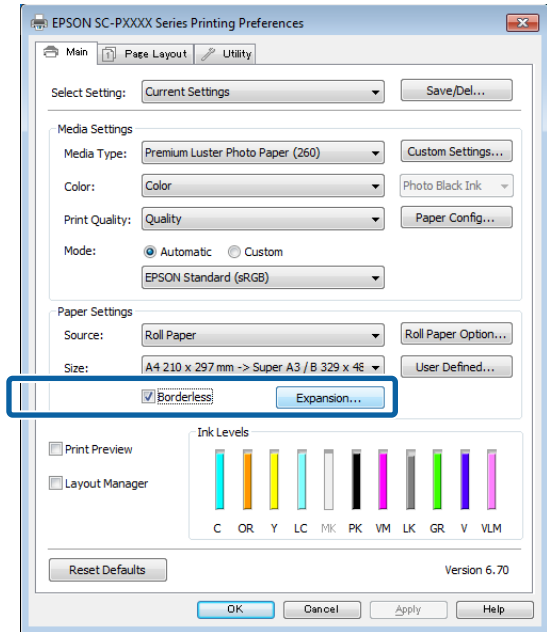 EPSON SC-PXXXX Series Printing Preferences
Main Page Layout Utility
Select Setting: Current Settings Save/Del...
Media Settings
Media Type: Premium Luster Photo Paper (260) Custom Settings...
Color: Color Photo Black Ink
Print Quality: Quality Paper Config...
Mode: Automatic Custom
EPSON Standard (sRGB)
Paper Settings
Source: Roll Paper Roll Paper Option...
Size: A4 210 x 297 mm -> Super A3 / B 329 x 48 User Defined...
Borderless Expansion...
Print Preview
Layout Manager
Ink Levels
C OR Y LC MK PK VM LK GR V VLM
Reset Defaults Version 6.70
OK Cancel Apply Help